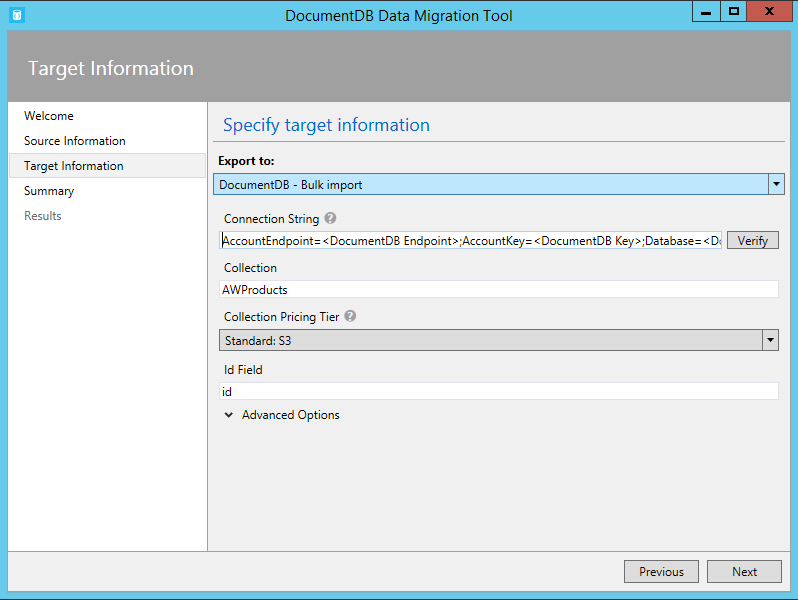 DocumentDB Data Migration Tool
Target Information
Welcome
Source Information
Target Information
Summary
Results
Specify target information
Export to:
DocumentDB - Bulk import
Connection String
AccountEndpoint=<DocumentDB Endpoint>;AccountKey=<DocumentDB Key>;Database=<Do
Verify
Collection
AWProducts
Collection Pricing Tier
Standard: S3
Id Field
id
Advanced Options
Previous
Next